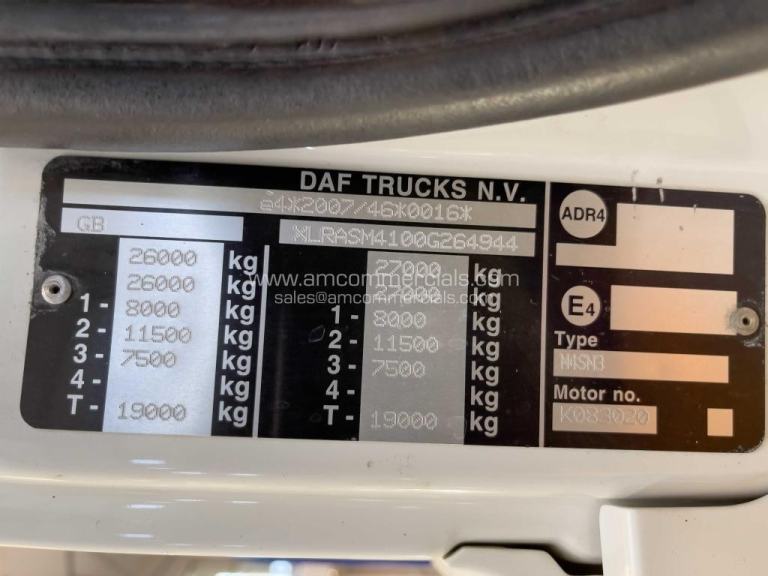 DAF TRUCKS N.V.
e4*2007/46*0016*
GB
XLRASM4100G264944
26000 kg
26000 kg
1- 8000 kg
2- 11500 kg
3- 7500 kg
4- kg
T- 19000 kg
27000 kg
kg
1- 8000 kg
2- 11500 kg
3- 7500 kg
4- kg
T- 19000 kg
ADR4
E4
Type
Motor no.
K083020
www.amcommercials.com
sales@amcommercials.com